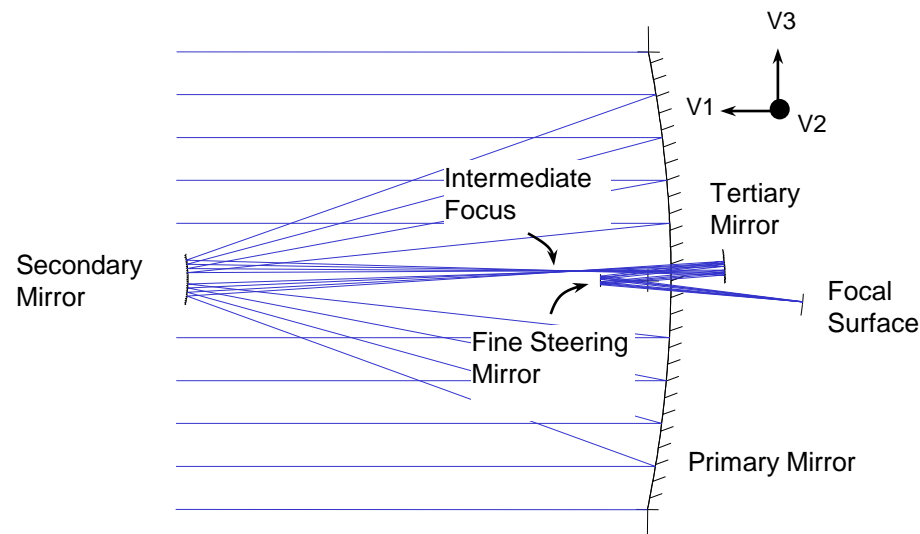 V3
V1
V2
Intermediate
Focus
Tertiary
Mirror
Secondary
Mirror
Focal
Surface
Fine Steering
Mirror
Primary Mirror